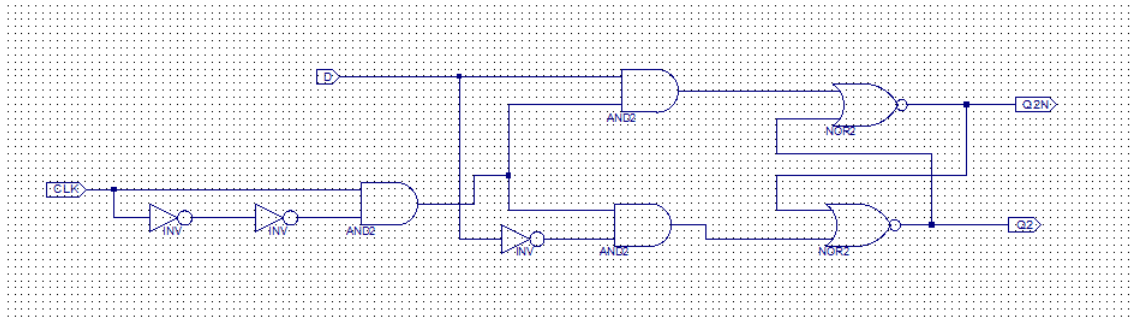 D
AND2
NOR2
Q2N
CLK
INV
INV
AND2
INV
AND2
NOR2
Q2